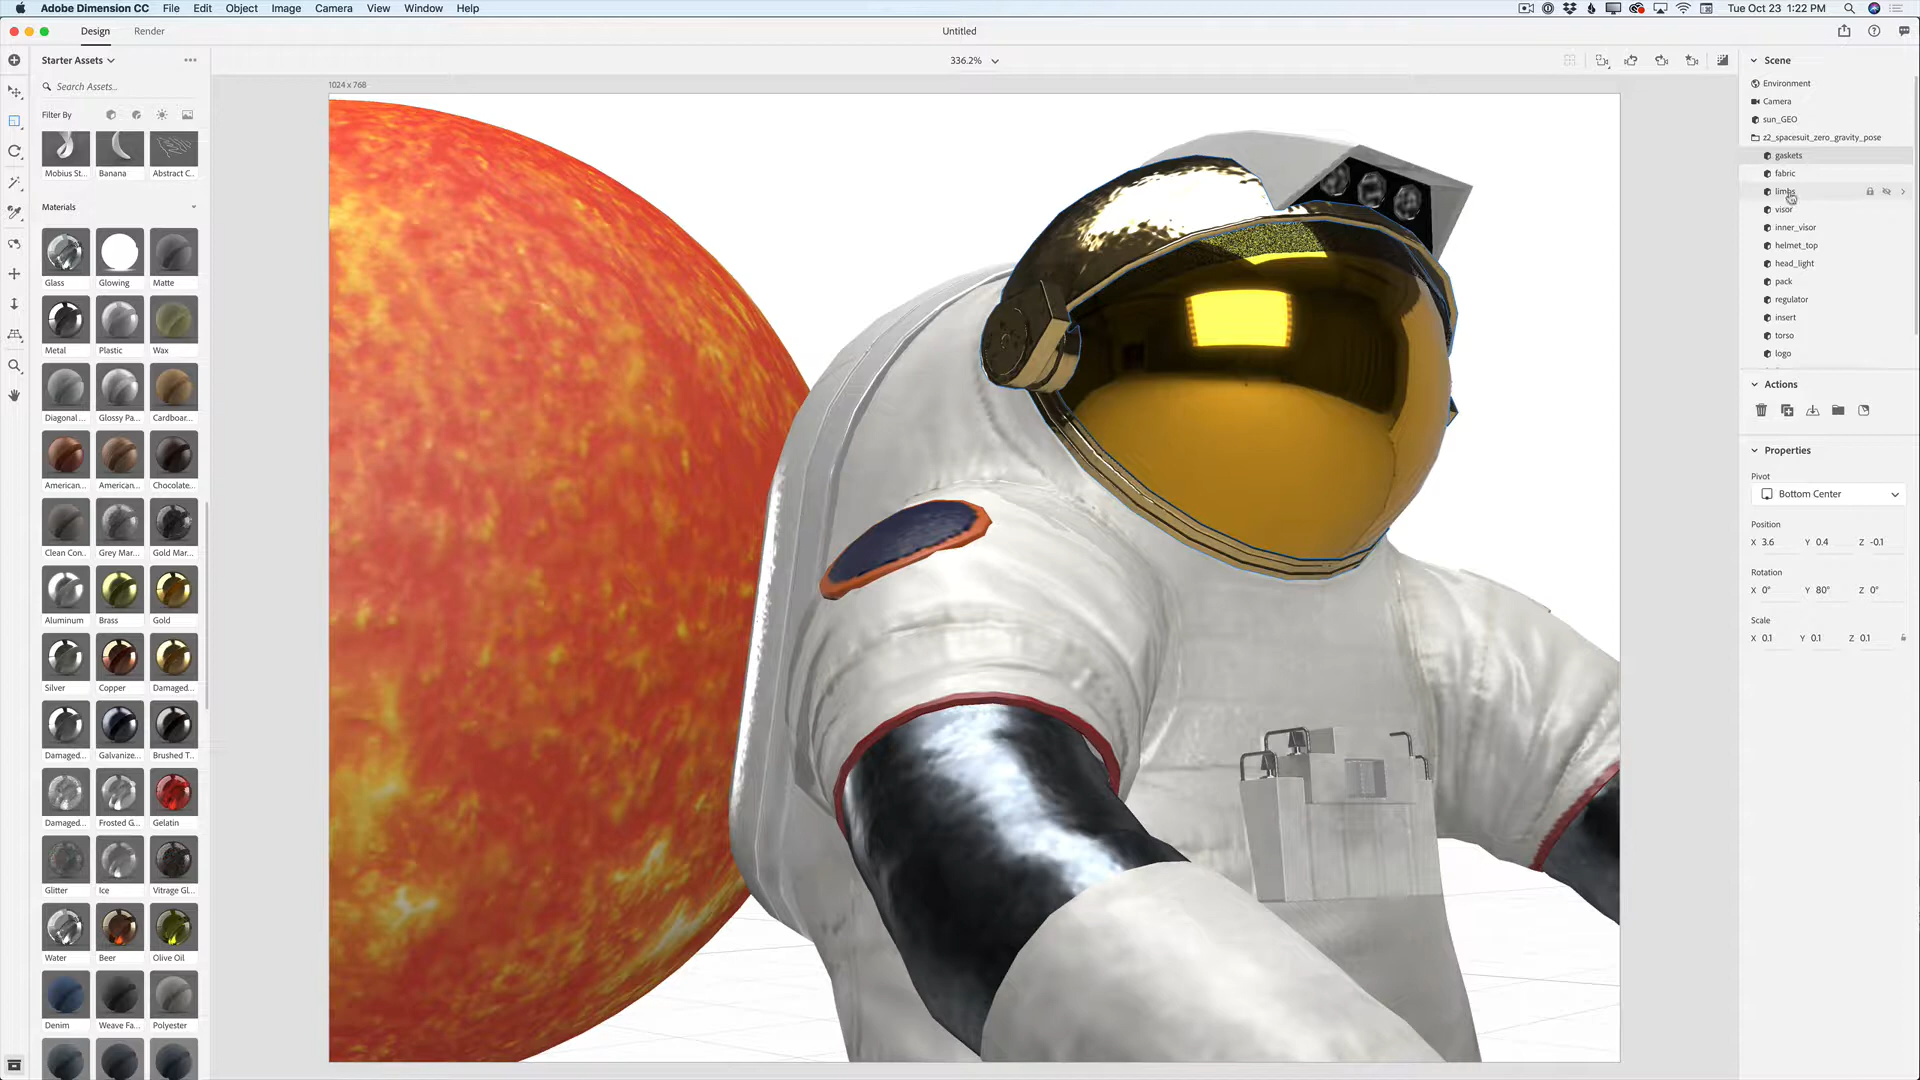 Adobe Dimension CC File Edit Object Image Camera View Window Help Tue Oct 23 1:22 PM
Design Render Untitled
Starter Assets 336.2%
Search Assets...
Filter By
Mobius St... Banana Abstract C...
Materials
Glass Glowing Matte
Metal Plastic Wax
Diagonal ... Glossy Pa... Cardboar...
American... American... Chocolate...
Clean Con... Grey Mar... Gold Mar...
Aluminum Brass Gold
Silver Copper Damaged...
Damaged... Galvanize... Brushed T...
Damaged... Frosted G... Gelatin
Glitter Ice Vitrage Gl...
Water Beer Olive Oil
Denim Weave Fa... Polyester
1024 x 768
Scene
Environment
Camera
sun_GEO
z2_spacesuit_zero_gravity_pose
gaskets
fabric
limbs
visor
inner_visor
helmet_top
head_light
pack
regulator
insert
torso
logo
Actions
Properties
Pivot
Bottom Center
Position
X 3.6 Y 0.4 Z -0.1
Rotation
X 0° Y 80° Z 0°
Scale
X 0.1 Y 0.1 Z 0.1